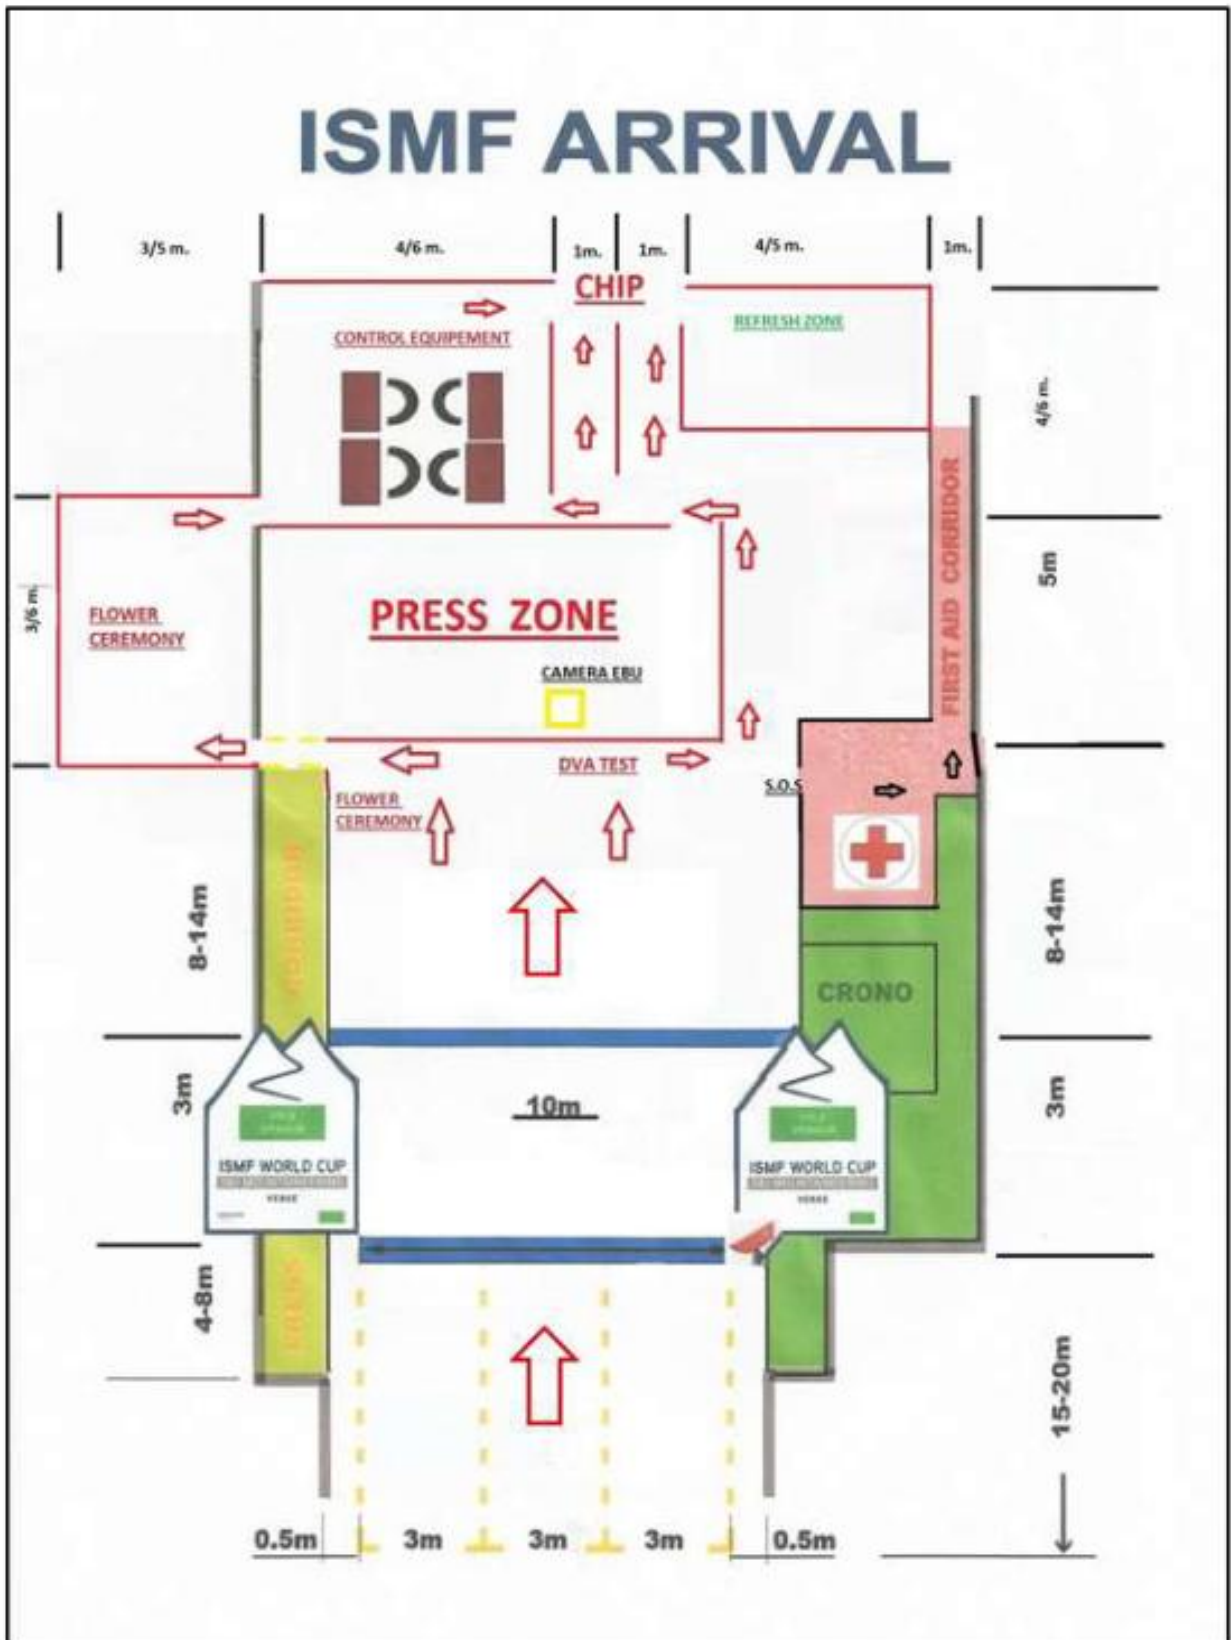 ISMF ARRIVAL
3/5 m.
4/6 m.
1m.
1m.
4/5 m.
1m.
CHIP
REFRESH ZONE
CONTROL EQUIPEMENT
4/6 m.
FIRST AID CORRIDOR
5m
3/6 m.
FLOWER
CEREMONY
PRESS ZONE
CAMERA EBU
DVA TEST
S.O.S
FLOWER
CEREMONY
8-14m
8-14m
CRONO
3m
10m
3m
ISMF WORLD CUP
ISMF WORLD CUP
4-8m
PRESS
15-20m
0.5m
3m
3m
3m
0.5m